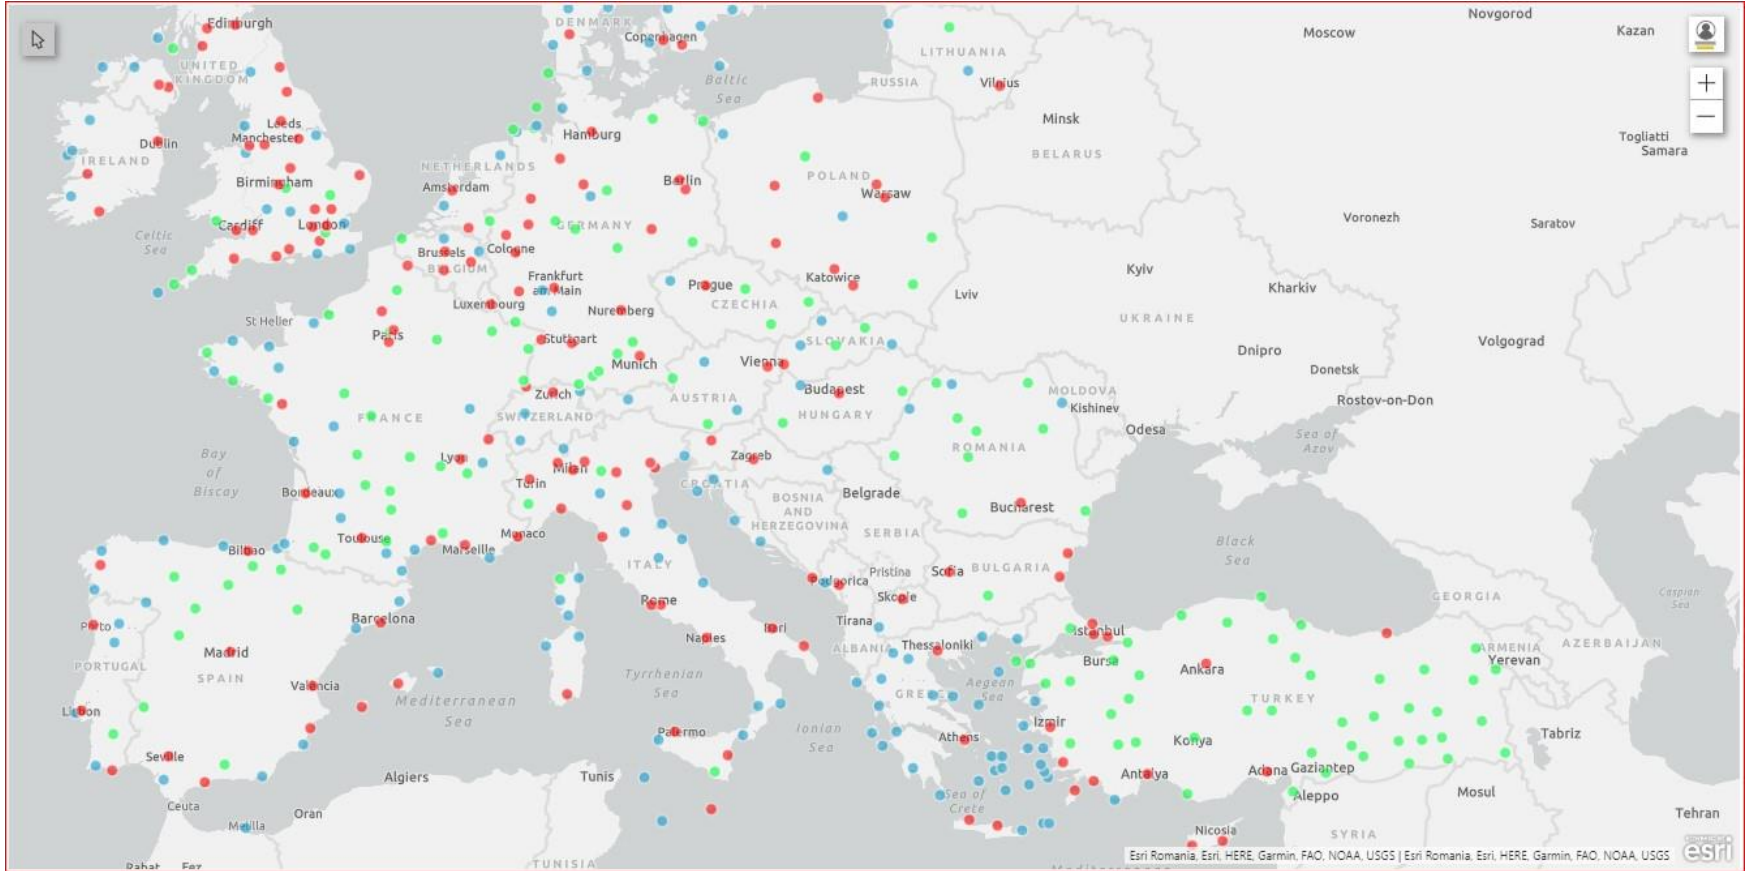 Novgorod
Edinburgh
DENMARK
Moscow
Kazan
Copenhagen
LITHUANIA
UNITED
KINGDOM
Baltic
Sea
RUSSIA
Vilnius
Leeds
Minsk
Hamburg
Manchester
Togliatti
Dublin
Samara
IRELAND
NETHERLANDS
BELARUS
Birmingham
Amsterdam
Berlin
POLAND
Warsaw
Voronezh
Cardiff
London
GERMANY
Saratov
Celtic
Sea
Brussels
Cologne
BELGIUM
Kyiv
Frankfurt
am Main
Katowice
Prague
Kharkiv
Luxembourg
Lviv
CZECHIA
Nuremberg
St Helier
UKRAINE
Paris
Stuttgart
SLOVAKIA
Volgograd
Dnipro
Munich
Vienna
Donetsk
Zurich
Budapest
MOLDOVA
AUSTRIA
Rostov-on-Don
Kishinev
FRANCE
SWITZERLAND
HUNGARY
Odesa
Sea of
Azov
ROMANIA
Bay
of
Biscay
Lyon
Zagreb
Milan
Turin
CROATIA
Bordeaux
BOSNIA
AND
HERZEGOVINA
Belgrade
Bucharest
SERBIA
Monaco
Toulouse
Marseille
Black
Sea
Bilbao
ITALY
BULGARIA
Pristina
Sofia
Podgorica
GEORGIA
Caspian
Sea
Skopje
Rome
Barcelona
Tirana
Porto
Bari
Istanbul
Naples
Thessaloniki
ARMENIA
AZERBAIJAN
ALBANIA
Madrid
Yerevan
PORTUGAL
Bursa
Ankara
SPAIN
Tyrrhenian
Sea
Aegean
Sea
Valencia
GREECE
Mediterranean
Sea
TURKEY
Lisbon
Izmir
Ionian
Sea
Palermo
Athens
Konya
Tabriz
Seville
Algiers
Tunis
Antalya
Adana
Gaziantep
Sea of
Crete
Aleppo
Mosul
Ceuta
Oran
Tehran
Melilla
Nicosia
SYRIA
Rabat
Fez
TUNISIA
Esri Romania, Esri, HERE, Garmin, FAO, NOAA, USGS | Esri Romania, Esri, HERE, Garmin, FAO, NOAA, USGS
esri